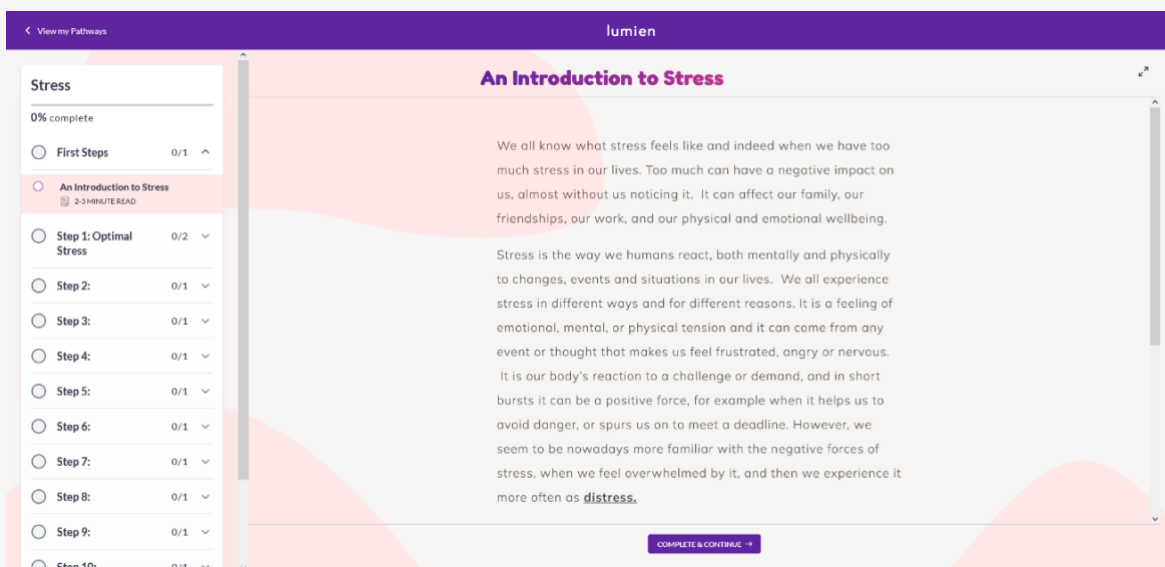 View my Pathways
lumien
Stress
0% complete
First Steps 0/1
An Introduction to Stress
2-3 MINUTE READ
Step 1: Optimal
Stress 0/2
Step 2: 0/1
Step 3: 0/1
Step 4: 0/1
Step 5: 0/1
Step 6: 0/1
Step 7: 0/1
Step 8: 0/1
Step 9: 0/1
Step 10: 0/1
An Introduction to Stress
We all know what stress feels like and indeed when we have too
much stress in our lives. Too much can have a negative impact on
us, almost without us noticing it. It can affect our family, our
friendships, our work, and our physical and emotional wellbeing.
Stress is the way we humans react, both mentally and physically
to changes, events and situations in our lives. We all experience
stress in different ways and for different reasons. It is a feeling of
emotional, mental, or physical tension and it can come from any
event or thought that makes us feel frustrated, angry or nervous.
It is our body's reaction to a challenge or demand, and in short
bursts it can be a positive force, for example when it helps us to
avoid danger, or spurs us on to meet a deadline. However, we
seem to be nowadays more familiar with the negative forces of
stress, when we feel overwhelmed by it, and then we experience it
more often as distress.
COMPLETE & CONTINUE